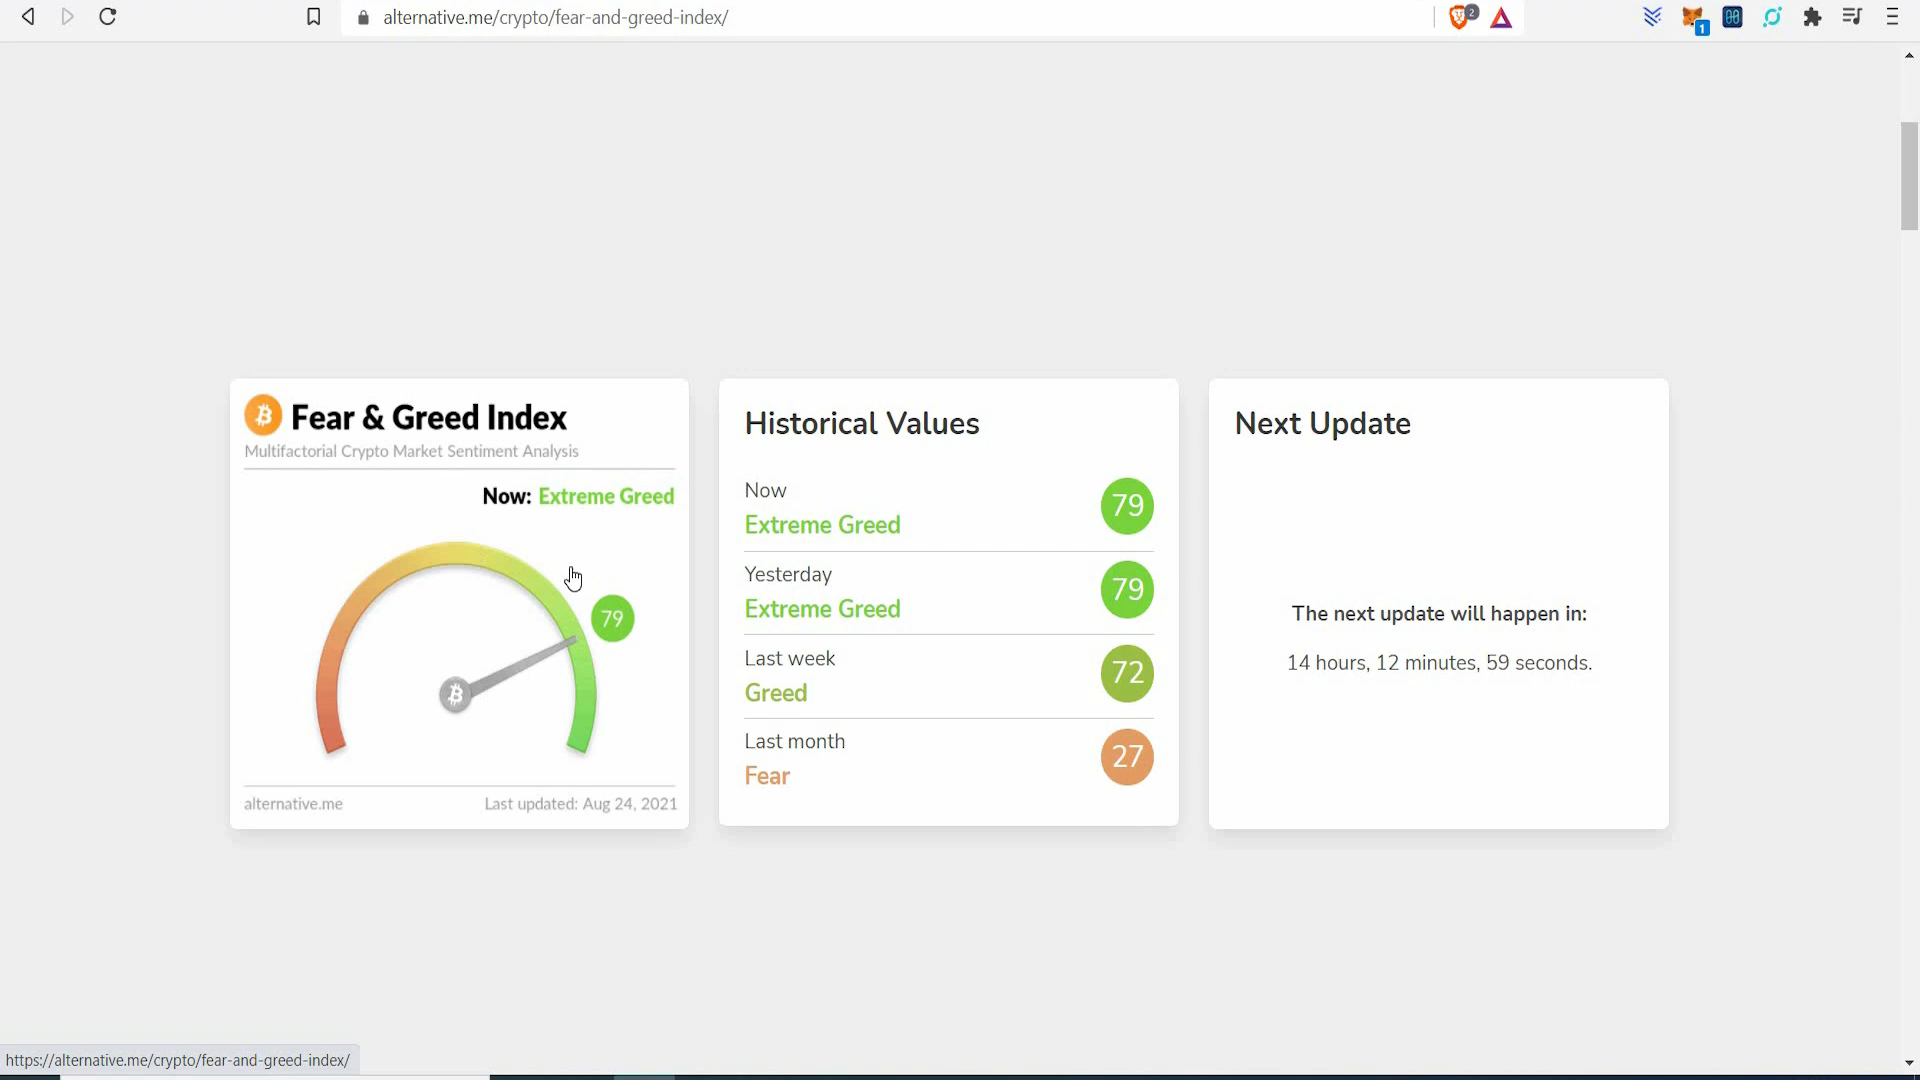 alternative.me/crypto/fear-and-greed-index/
2
1
Fear & Greed Index
Multifactorial Crypto Market Sentiment Analysis
Now: Extreme Greed
79
alternative.me
Last updated: Aug 24, 2021
Historical Values
Now
Extreme Greed
79
Yesterday
Extreme Greed
79
Last week
Greed
72
Last month
Fear
27
Next Update
The next update will happen in:
14 hours, 12 minutes, 59 seconds.
https://alternative.me/crypto/fear-and-greed-index/